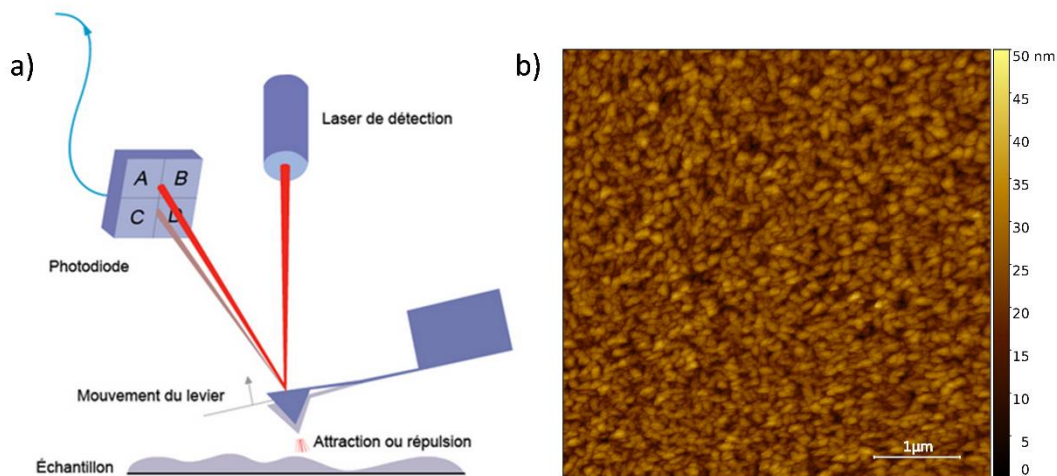 a)
Laser de détection
A B
C D
Photodiode
Mouvement du levier
Attraction ou répulsion
Échantillon
b)
50 nm
45
40
35
30
25
20
15
10
5
0
1µm